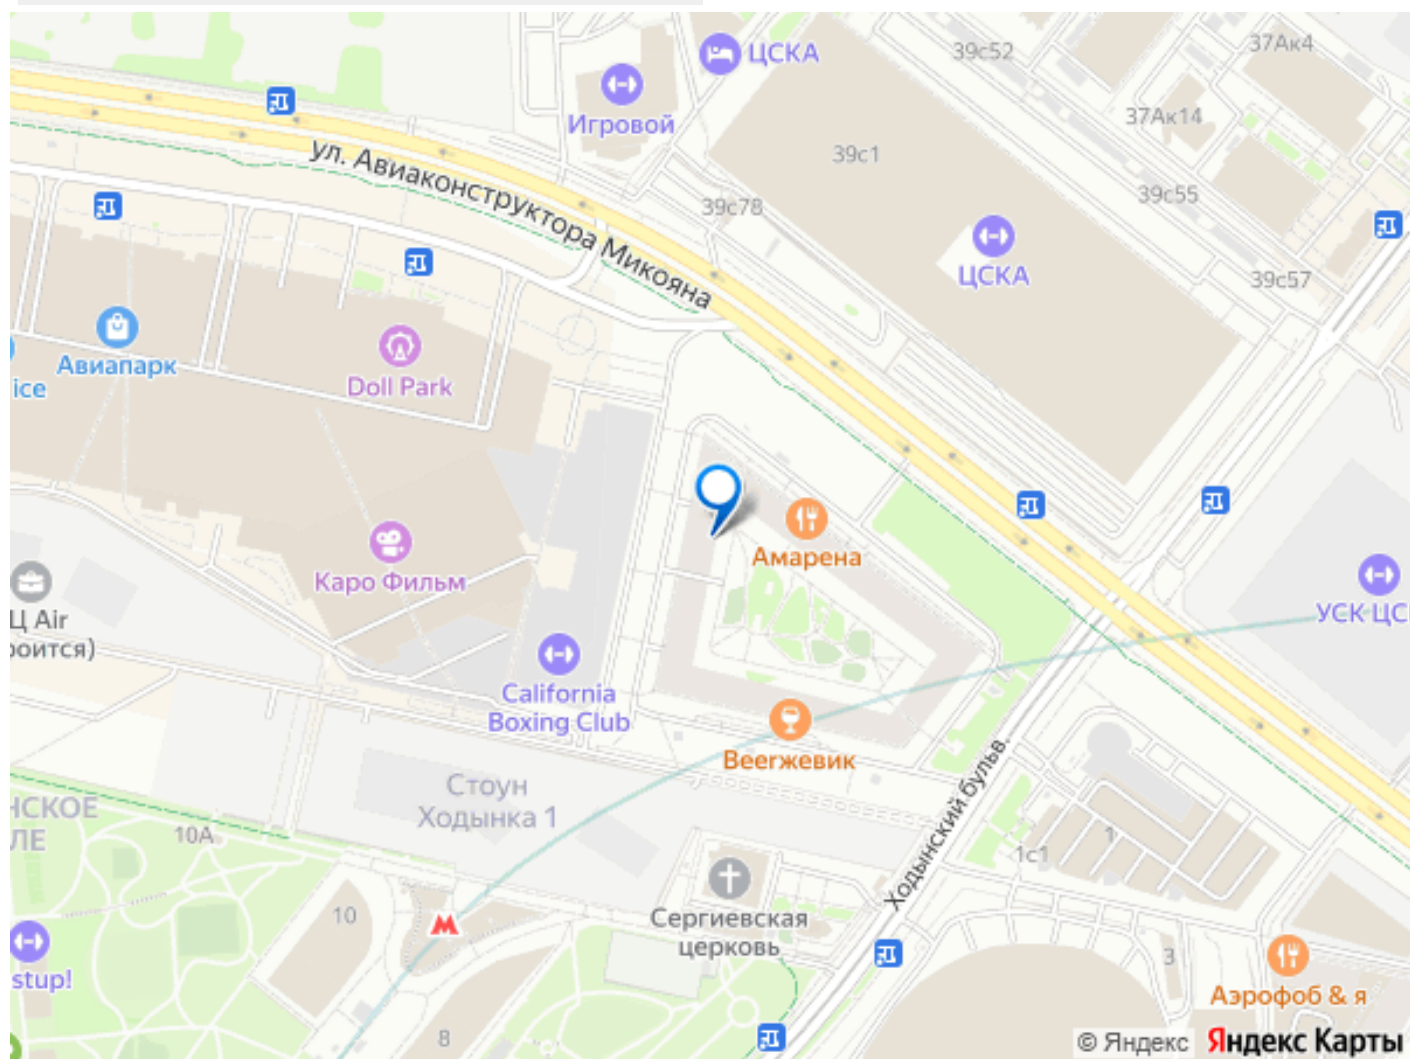 ЦСКА
39с52
37Ак4
Игровой
37Ак14
39с1
ул. Авиаконструктора Микояна
39с78
39с55
ЦСКА
39с57
Авиапарк
ice
Doll Park
Амарена
Каро Фильм
Ц Air
роится)
УСК ЦС
California
Boxing Club
Beerжевик
Стоун
Ходынка 1
НСКОЕ
ЛЕ
10А
Ходынский бульв.
1с1
1
10
Сергиевская
церковь
stup!
3
Аэрофоб & я
8
© Яндекс Яндекс Карты